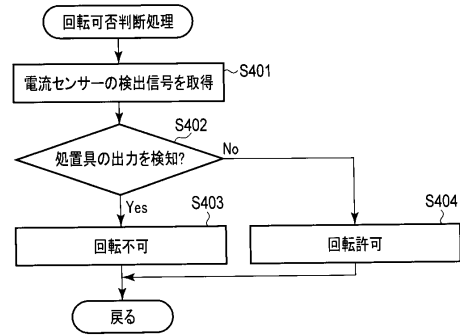 回転可否判断処理
電流センサーの検出信号を取得
S401
処置具の出力を検知?
S402
No
Yes
S403
回転不可
S404
回転許可
戻る